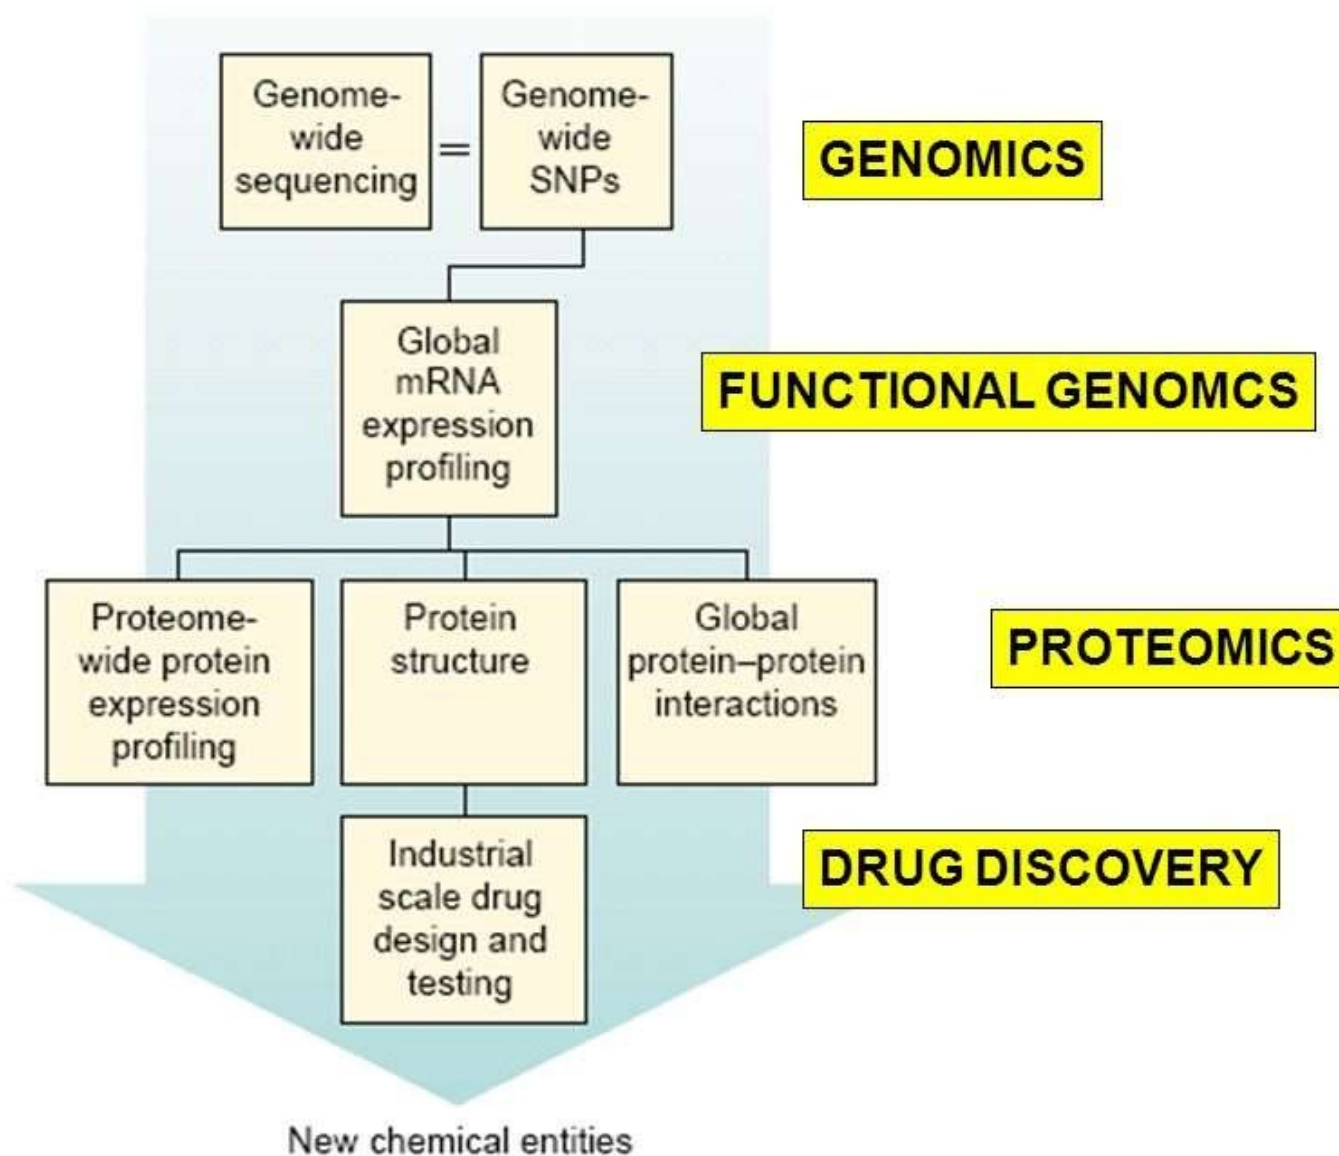 Genome-
wide
sequencing
=
Genome-
wide
SNPs
GENOMICS
Global
mRNA
expression
profiling
FUNCTIONAL GENOMCS
Proteome-
wide protein
expression
profiling
Protein
structure
Global
protein–protein
interactions
PROTEOMICS
Industrial
scale drug
design and
testing
DRUG DISCOVERY
New chemical entities